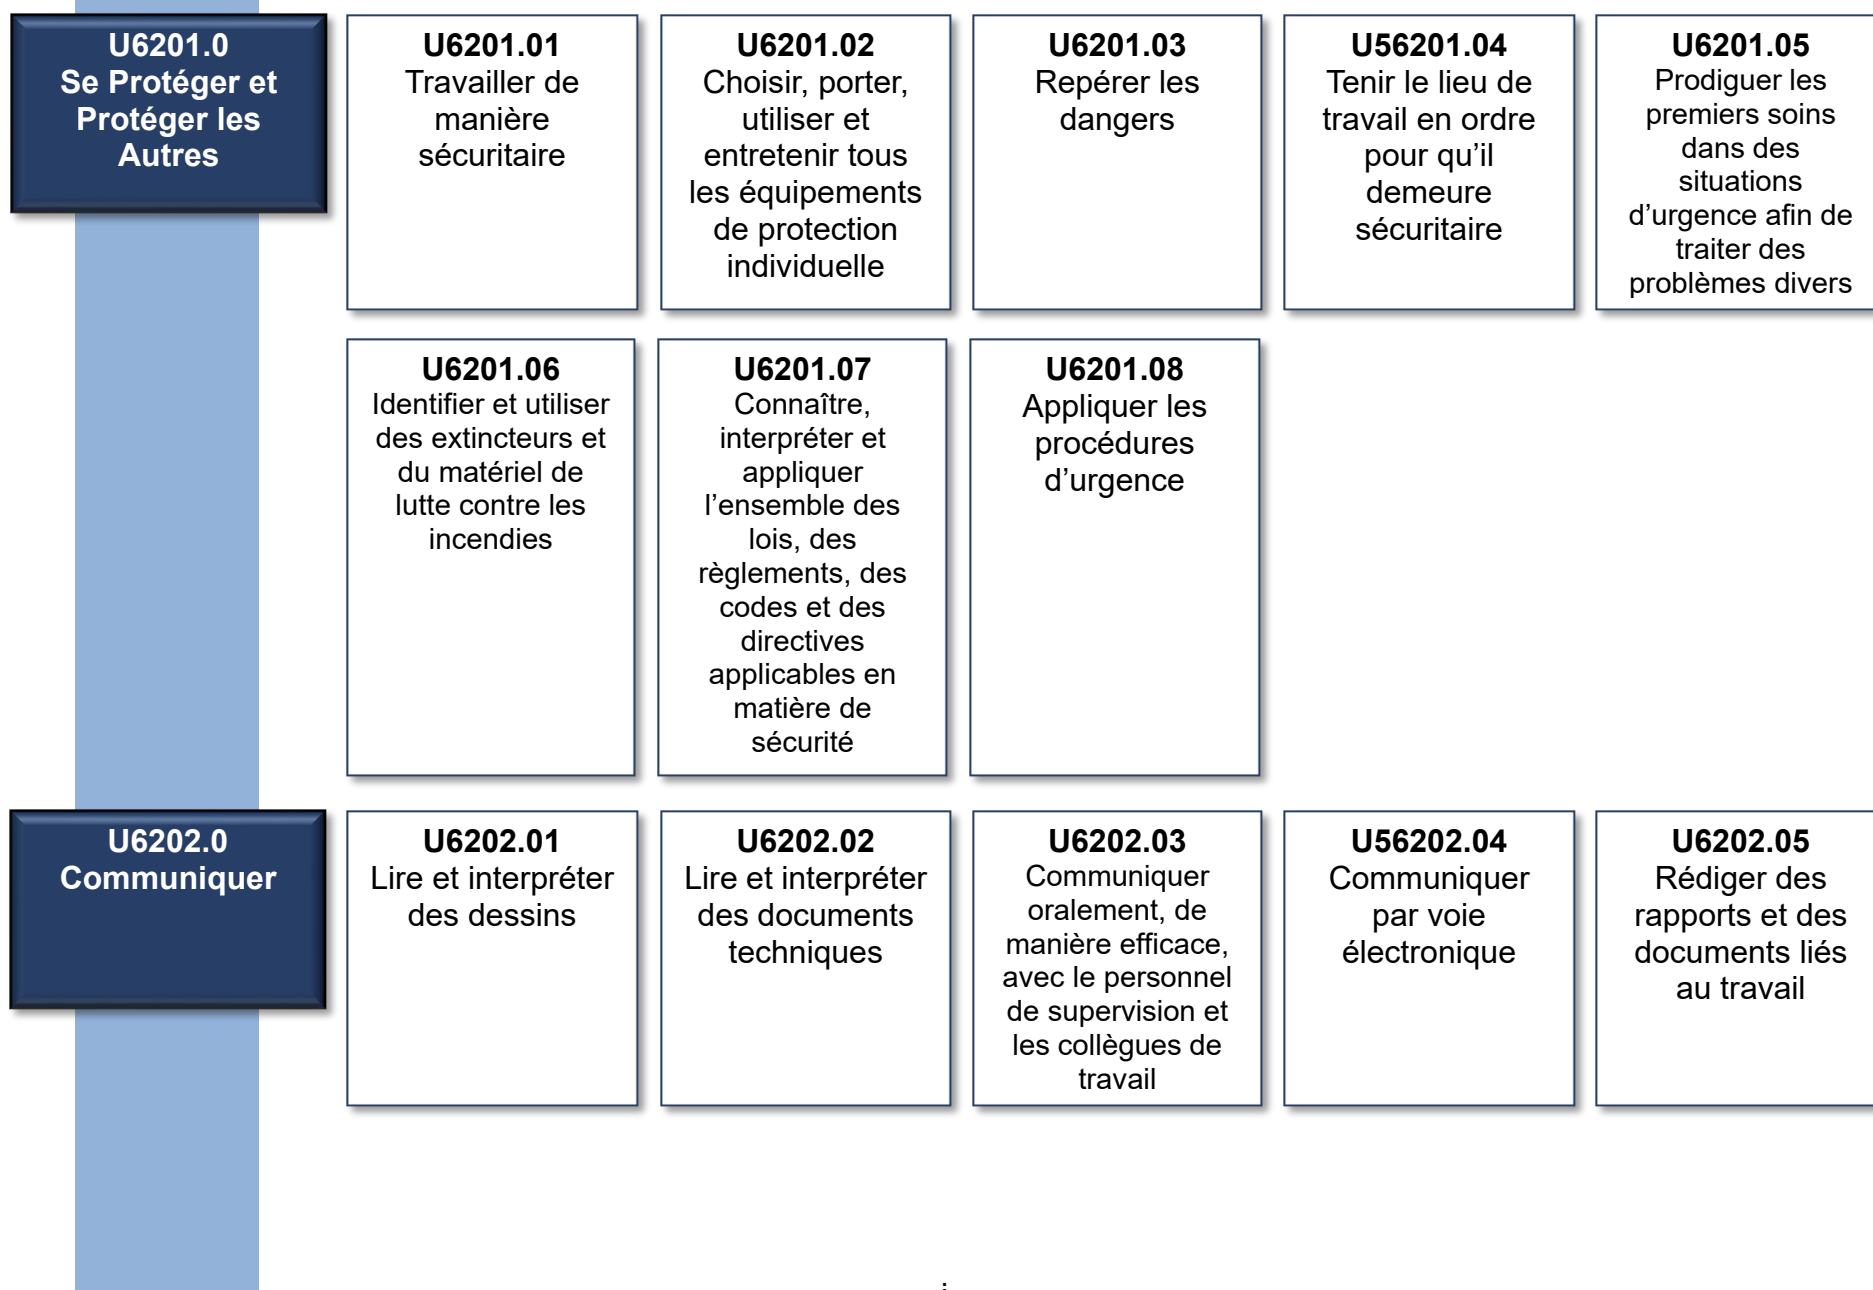 U6201.0
Se Protéger et
Protéger les
Autres
U6201.01
Travailler de
manière
sécuritaire
U6201.02
Choisir, porter,
utiliser et
entretenir tous
les équipements
de protection
individuelle
U6201.03
Repérer les
dangers
U56201.04
Tenir le lieu de
travail en ordre
pour qu’il
demeure
sécuritaire
U6201.05
Prodiguer les
premiers soins
dans des
situations
d’urgence afin de
traiter des
problèmes divers
U6201.06
Identifier et utiliser
des extincteurs et
du matériel de
lutte contre les
incendies
U6201.07
Connaître,
interpréter et
appliquer
l’ensemble des
lois, des
règlements, des
codes et des
directives
applicables en
matière de
sécurité
U6201.08
Appliquer les
procédures
d’urgence
U6202.0
Communiquer
U6202.01
Lire et interpréter
des dessins
U6202.02
Lire et interpréter
des documents
techniques
U6202.03
Communiquer
oralement, de
manière efficace,
avec le personnel
de supervision et
les collègues de
travail
U56202.04
Communiquer
par voie
électronique
U6202.05
Rédiger des
rapports et des
documents liés
au travail